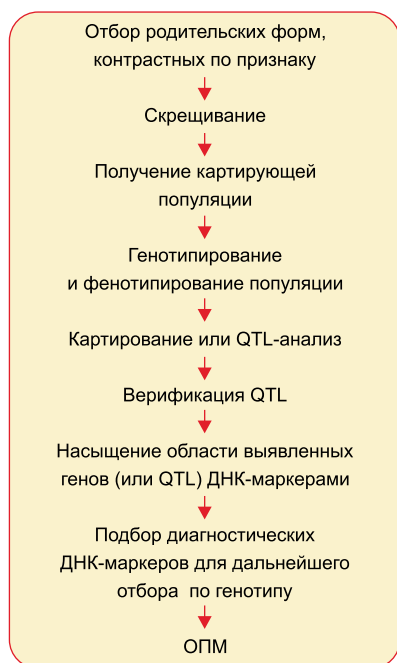 Отбор родительских форм,
контрастных по признаку
Скрещивание
Получение картирующей
популяции
Генотипирование
и фенотипирование популяции
Картирование или QTL-анализ
Верификация QTL
Насыщение области выявленных
генов (или QTL) ДНК-маркерами
Подбор диагностических
ДНК-маркеров для дальнейшего
отбора по генотипу
ОПМ